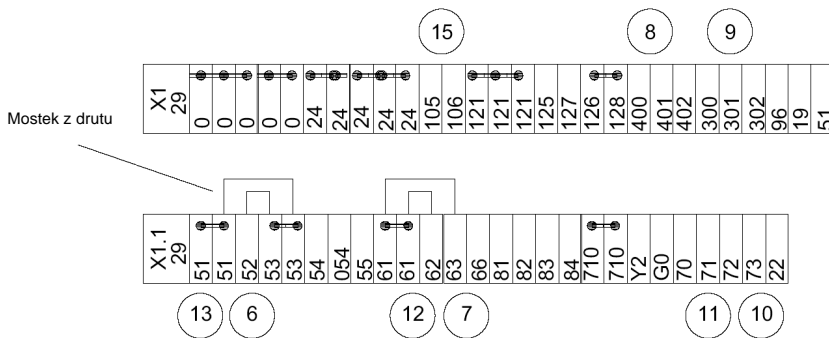 15 8 9
X1 29 0 0 0 0 0 24 24 24 24 24 105 106 121 121 121 125 127 126 128 400 401 402 300 301 302 96 19 51
Mostek z drutu
X1.1 29 51 51 52 53 53 54 054 55 61 61 62 63 66 81 82 83 84 710 710 Y2 G0 70 71 72 73 22
13 6 12 7 11 10